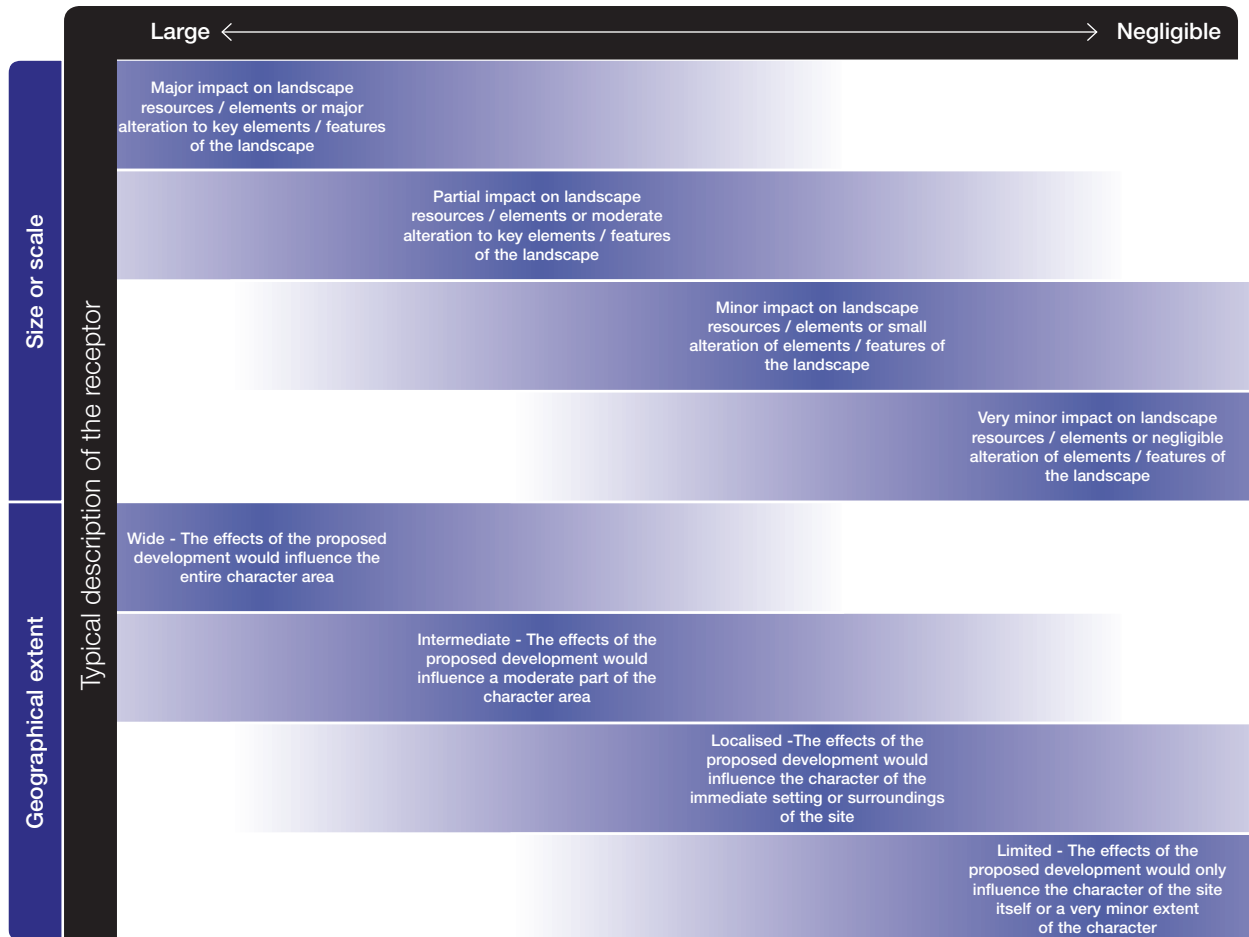 Large
Negligible
Size or scale
Typical description of the receptor
Major impact on landscape
resources / elements or major
alteration to key elements / features
of the landscape
Partial impact on landscape
resources / elements or moderate
alteration to key elements / features
of the landscape
Minor impact on landscape
resources / elements or small
alteration of elements / features of
the landscape
Very minor impact on landscape
resources / elements or negligible
alteration of elements / features of
the landscape
Geographical extent
Wide - The effects of the proposed
development would influence the
entire character area
Intermediate - The effects of the
proposed development would
influence a moderate part of the
character area
Localised -The effects of the
proposed development would
influence the character of the
immediate setting or surroundings
of the site
Limited - The effects of the
proposed development would only
influence the character of the site
itself or a very minor extent
of the character